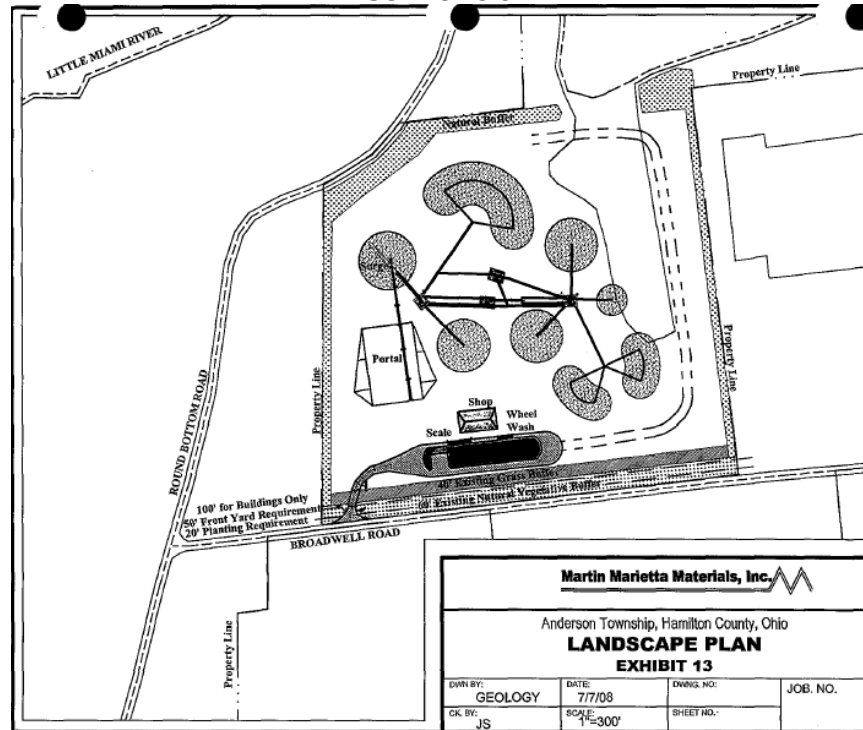 LITTLE MIAMI RIVER
Property Line
Natural Buffer
Surge
Portal
Property Line
Property Line
ROUND BOTTOM ROAD
Shop
Scale
Wheel
Wash
40' Existing Grass Buffer
60' Existing Natural Vegetative Buffer
100' for Buildings Only
50' Front Yard Requirement
20' Planting Requirement
BROADWELL ROAD
Property Line
Martin Marietta Materials, Inc.
Anderson Township, Hamilton County, Ohio
LANDSCAPE PLAN
EXHIBIT 13
DWN BY: GEOLOGY
DATE: 7/7/08
DWNG. NO:
JOB. NO.
CK. BY: JS
SCALE: 1"=300'
SHEET NO.